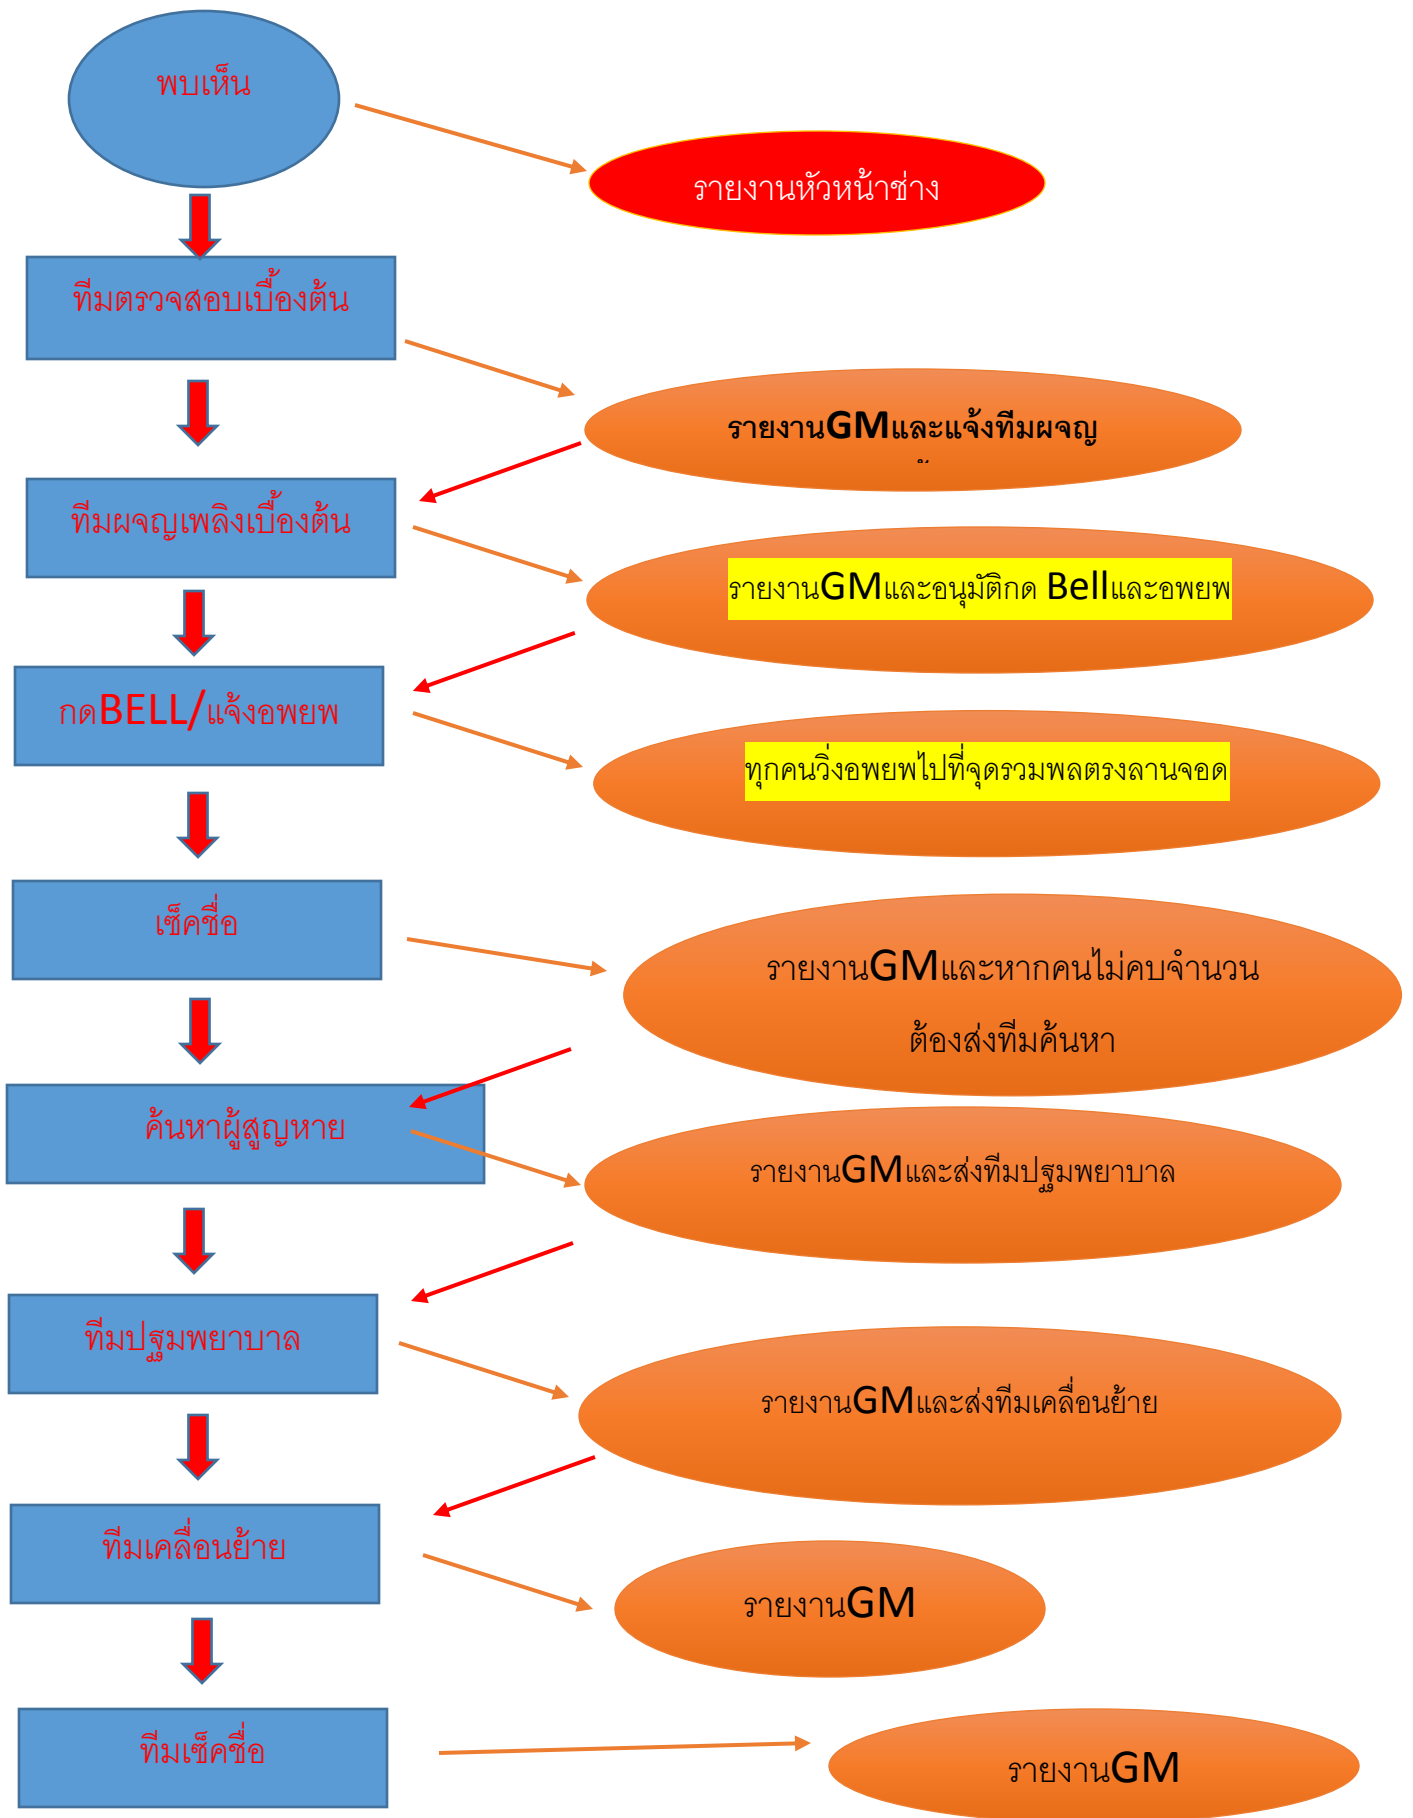 พบเห็น
รายงานหัวหน้าช่าง
ทีมตรวจสอบเบื้องต้น
รายงานGMและแจ้งทีมผจญ
ทีมผจญเพลิงเบื้องต้น
รายงานGMและอนุมัติกด Bellและอพยพ
กดBELL/แจ้งอพยพ
ทุกคนวิ่งอพยพไปที่จุดรวมพลตรงลานจอด
เช็คชื่อ
รายงานGMและหากคนไม่คบจำนวน
ต้องส่งทีมค้นหา
ค้นหาผู้สูญหาย
รายงานGMและส่งทีมปฐมพยาบาล
ทีมปฐมพยาบาล
รายงานGMและส่งทีมเคลื่อนย้าย
ทีมเคลื่อนย้าย
รายงานGM
ทีมเช็คชื่อ
รายงานGM